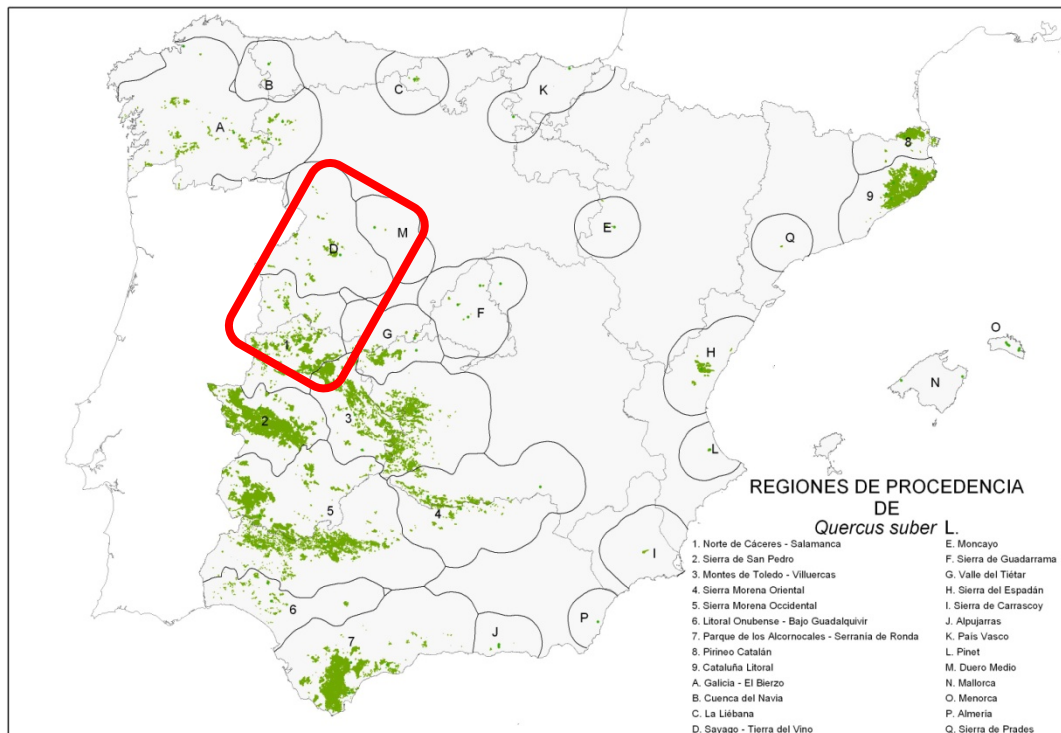 B
C
K
A
8
9
D
M
E
Q
F
G
1
H
O
N
2
3
L
5
4
I
6
7
J
P
REGIONES DE PROCEDENCIA
DE
Quercus suber L.
1. Norte de Cáceres - Salamanca
2. Sierra de San Pedro
3. Montes de Toledo - Villuercas
4. Sierra Morena Oriental
5. Sierra Morena Occidental
6. Litoral Onubense - Bajo Guadalquivir
7. Parque de los Alcornocales - Serranía de Ronda
8. Pirineo Catalán
9. Cataluña Litoral
A. Galicia - El Bierzo
B. Cuenca del Navia
C. La Liébana
D. Sayago - Tierra del Vino
E. Moncayo
F. Sierra de Guadarrama
G. Valle del Tiétar
H. Sierra del Espadán
I. Sierra de Carrascoy
J. Alpujarras
K. País Vasco
L. Pinet
M. Duero Medio
N. Mallorca
O. Menorca
P. Almería
Q. Sierra de Prades